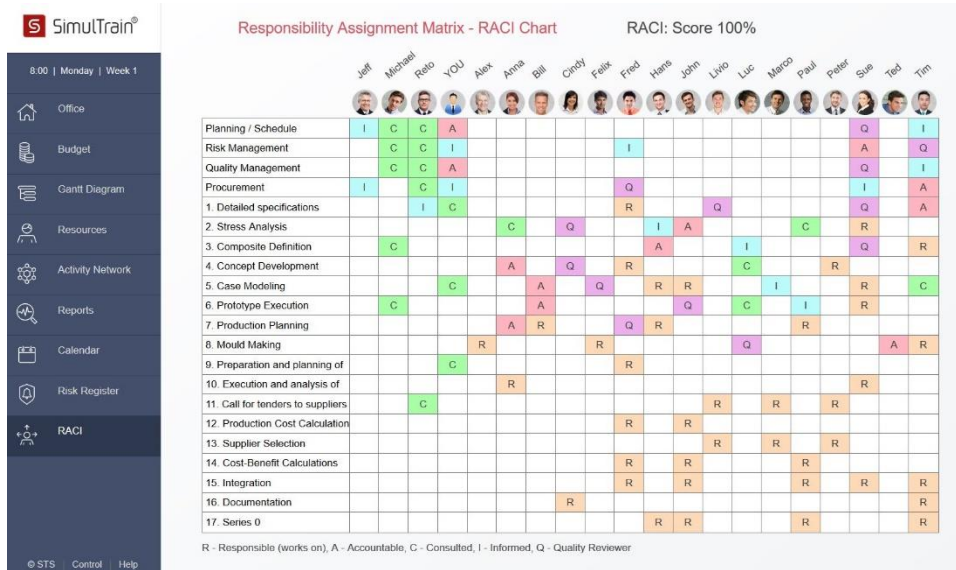 SimulTrain®
Responsibility Assignment Matrix - RACI Chart RACI: Score 100%
8:00 | Monday | Week 1
Office
Budget
Gantt Diagram
Resources
Activity Network
Reports
Calendar
Risk Register
RACI
© STS | Control | Help
Jeff Michael Reto YOU Alex Anna Bill Cindy Felix Fred Hans John Livio Luc Marco Paul Peter Sue Ted Tim
Planning / Schedule I C C A Q I
Risk Management C C I I A Q
Quality Management C C A Q I
Procurement I C I Q I A
1. Detailed specifications I C R Q Q A
2. Stress Analysis C Q I A C R
3. Composite Definition C A I Q R
4. Concept Development A Q R C R
5. Case Modeling C A Q R R I R C
6. Prototype Execution C A Q C I R
7. Production Planning A R Q R R
8. Mould Making R R Q A R
9. Preparation and planning of C R
10. Execution and analysis of R R
11. Call for tenders to suppliers C R R R
12. Production Cost Calculation R R
13. Supplier Selection R R R
14. Cost-Benefit Calculations R R R
15. Integration R R R R R
16. Documentation R R
17. Series 0 R R R R
R - Responsible (works on), A - Accountable, C - Consulted, I - Informed, Q - Quality Reviewer